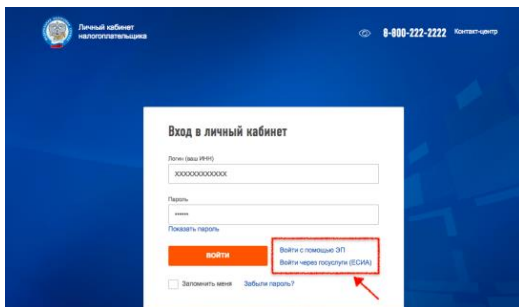 Личный кабинет
налогоплательщика
8-800-222-2222 Контакт-центр
Вход в личный кабинет
Логин (ваш ИНН)
XXXXXXXXXXXX
Пароль
Показать пароль
ВОЙТИ
Войти с помощью ЭП
Войти через госуслуги (ЕСИА)
Запомнить меня Забыли пароль?